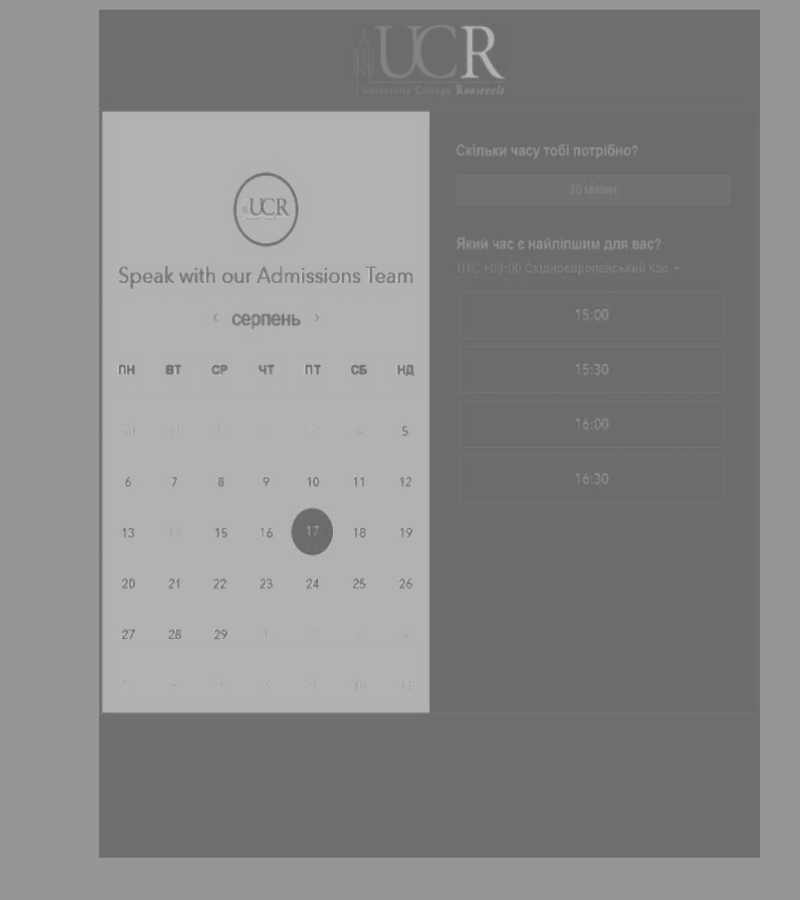 UCR
University College Roosevelt
UCR
Speak with our Admissions Team
‹ серпень ›
ПН ВТ СР ЧТ ПТ СБ НД
30 31 1 2 3 4 5
6 7 8 9 10 11 12
13 14 15 16 17 18 19
20 21 22 23 24 25 26
27 28 29 1 2 3 4
5 6 7 8 9 10 11
Скільки часу тобі потрібно?
30 хвилин
Який час є найліпшим для вас?
UTC +03:00 Східноєвропейський час
15:00
15:30
16:00
16:30